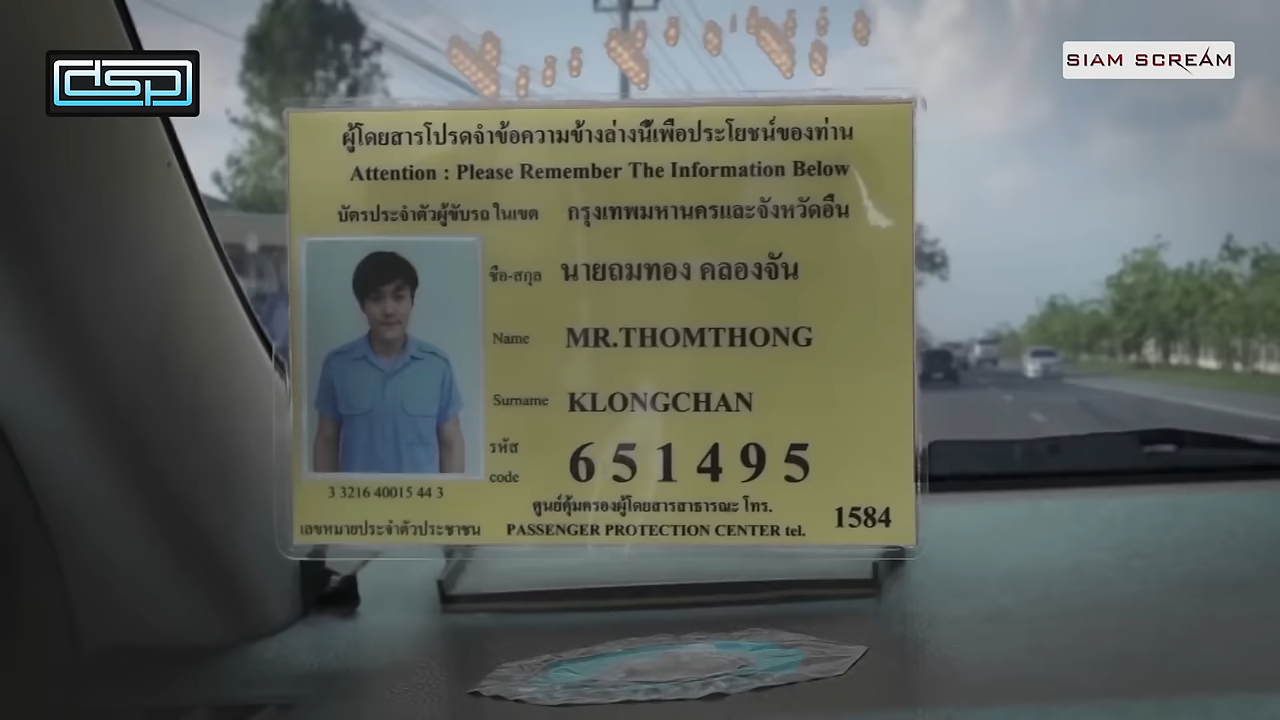 dsp
SIAM SCREAM
ผู้โดยสารโปรดจำข้อความข้างล่างนี้เพื่อประโยชน์ของท่าน
Attention : Please Remember The Information Below
บัตรประจำตัวผู้ขับรถ ในเขต กรุงเทพมหานครและจังหวัดอื่น
ชื่อ-สกุล นายถมทอง คลองจัน
Name MR.THOMTHONG
Surname KLONGCHAN
รหัส
code 651495
3 3216 40015 44 3
ศูนย์คุ้มครองผู้โดยสารสาธารณะ โทร.
เลขหมายประจำตัวประชาชน PASSENGER PROTECTION CENTER tel. 1584